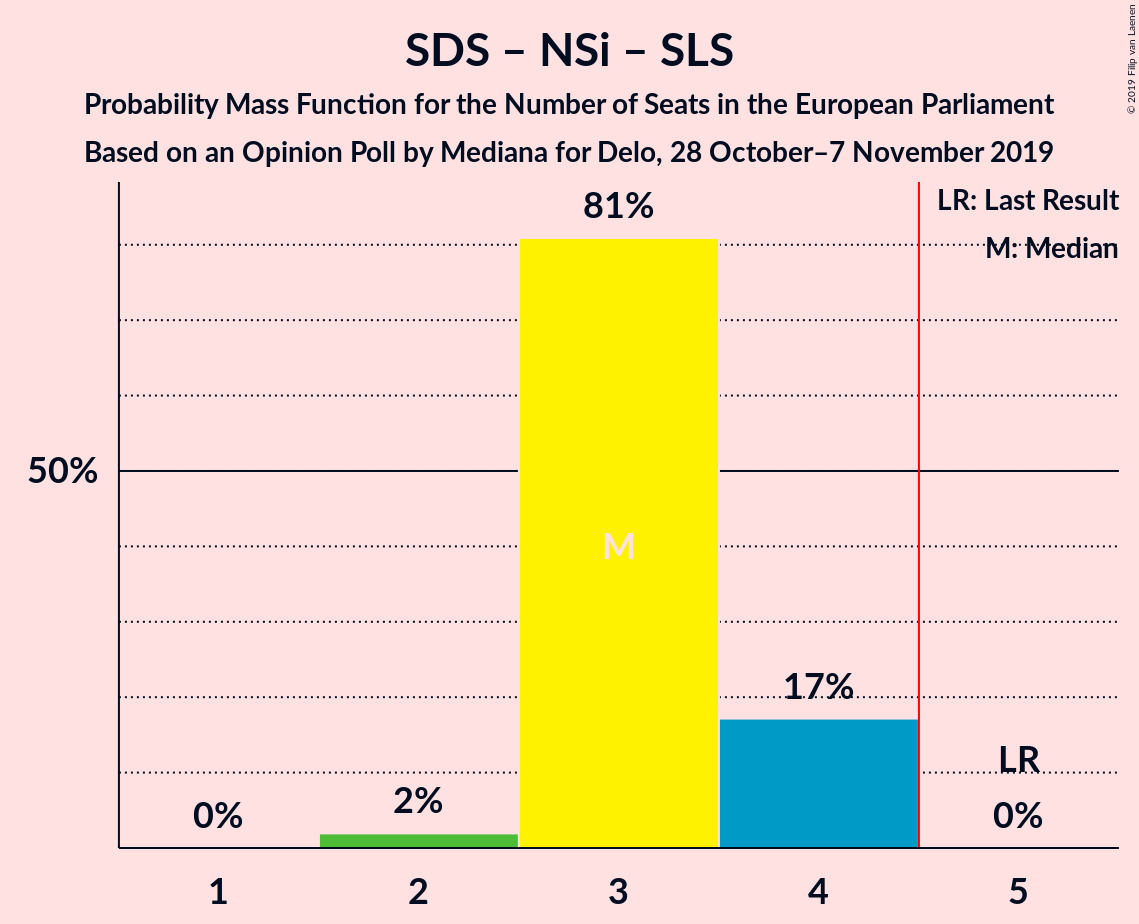 SDS – NSi – SLS
Probability Mass Function for the Number of Seats in the European Parliament
Based on an Opinion Poll by Mediana for Delo, 28 October–7 November 2019
© 2019 Filip van Laenen
LR: Last Result
M: Median
81%
50%
M
17%
LR
0%
2%
0%
1 2 3 4 5